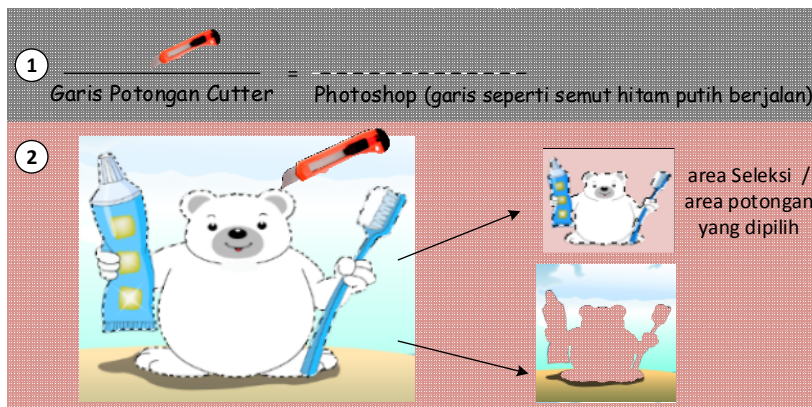 1
Garis Potongan Cutter
=
Photoshop (garis seperti semut hitam putih berjalan)
2
area Seleksi /
area potongan
yang dipilih